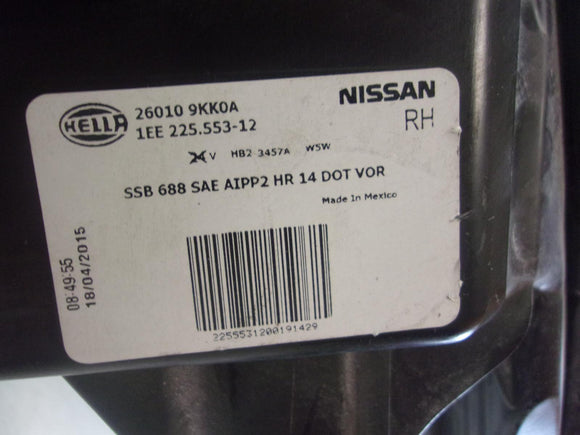 HELLA
26010 9KK0A
NISSAN
1EE 225.553-12
RH
V HB2 3457A W5W
SSB 688 SAE AIPP2 HR 14 DOT VOR
Made In Mexico
08:49:55
18/04/2015
2255531200191429